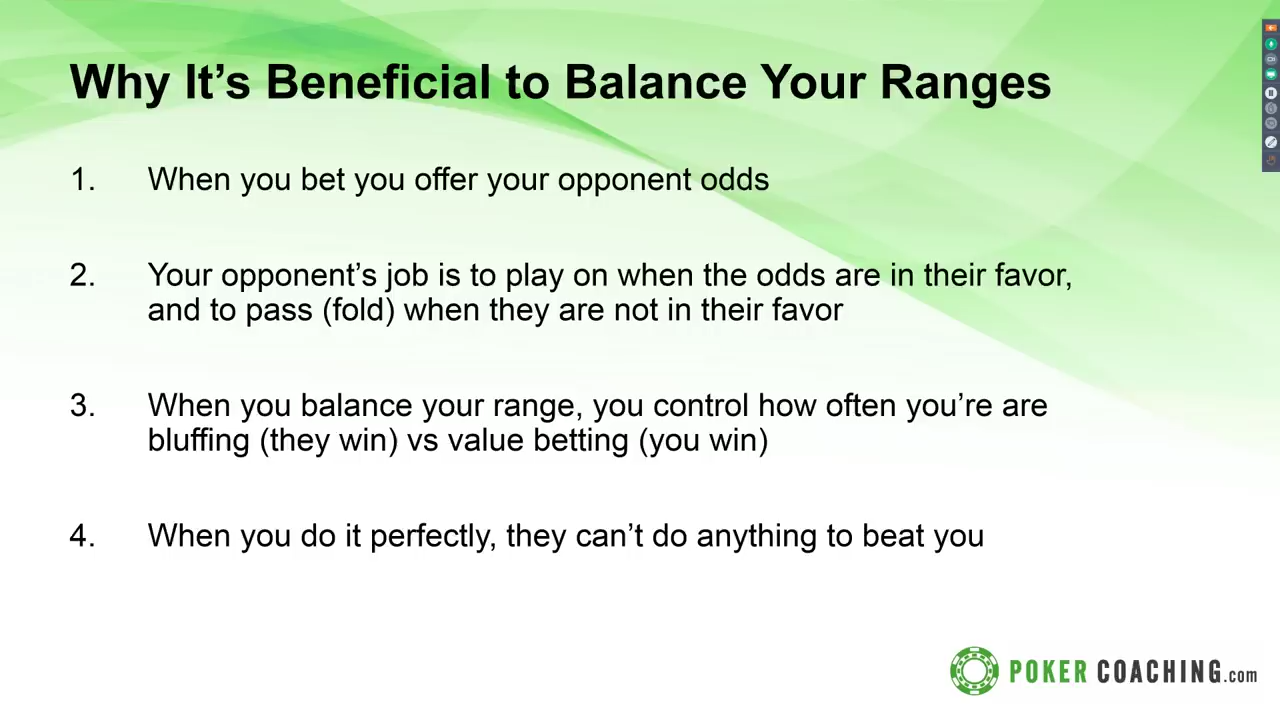 Why It’s Beneficial to Balance Your Ranges
1. When you bet you offer your opponent odds
2. Your opponent’s job is to play on when the odds are in their favor,
and to pass (fold) when they are not in their favor
3. When you balance your range, you control how often you’re are
bluffing (they win) vs value betting (you win)
4. When you do it perfectly, they can’t do anything to beat you
POKER COACHING.com